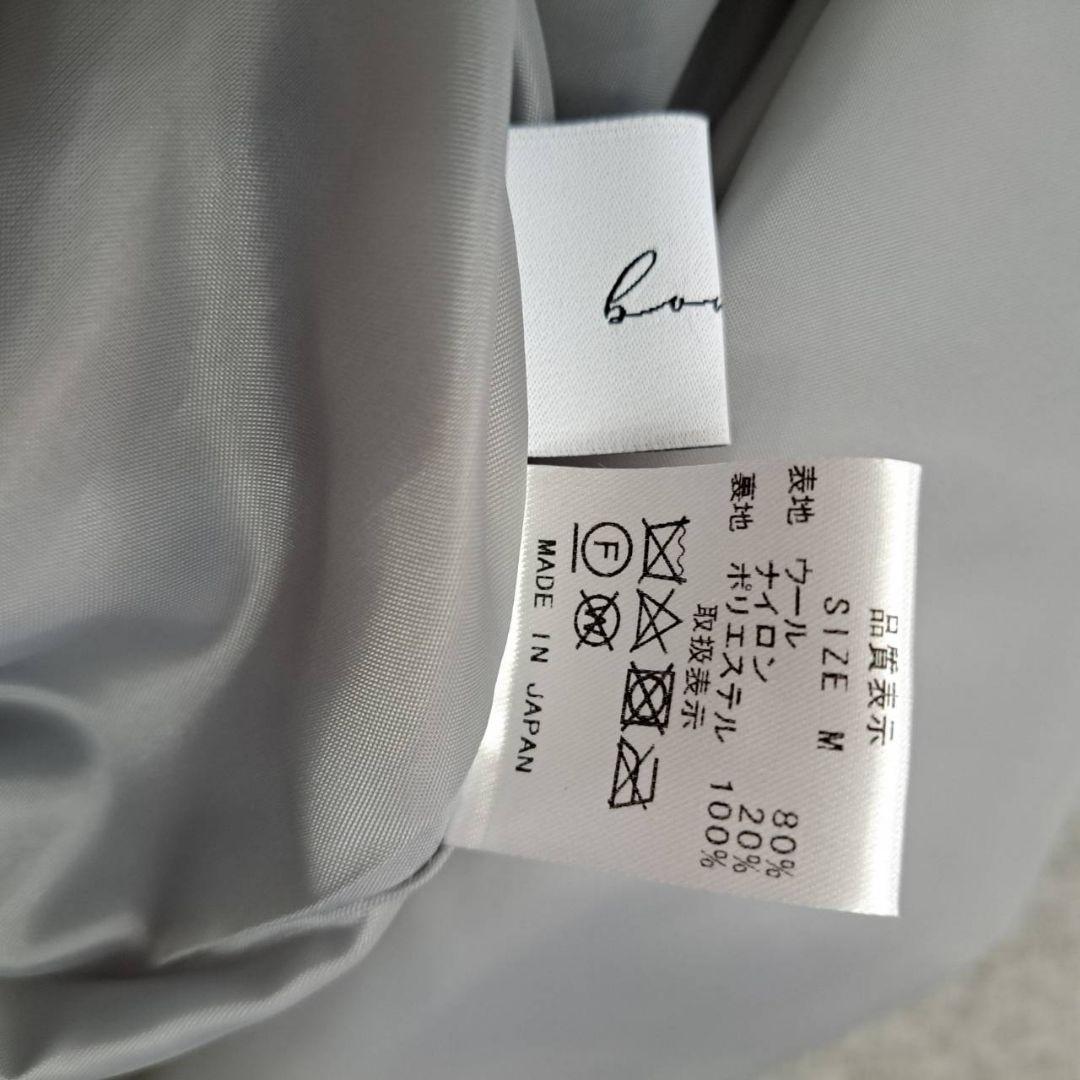 品質表示
SIZE M
表地 ウール 80%
ナイロン 20%
裏地 ポリエステル 100%
取扱表示
F W
MADE IN JAPAN